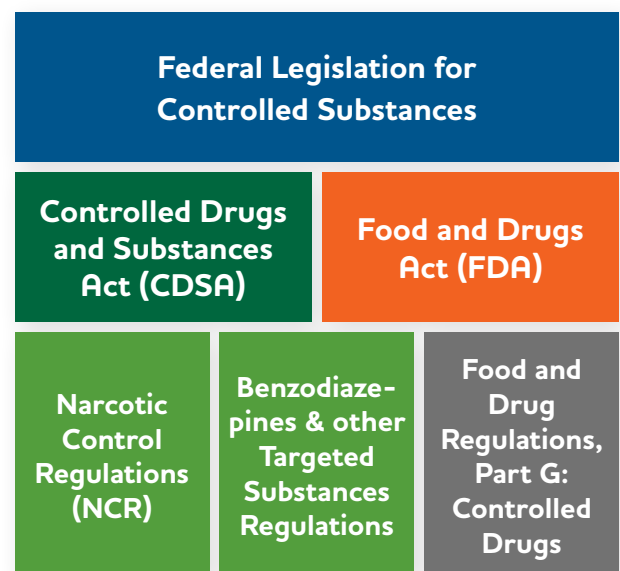 Federal Legislation for
Controlled Substances
Controlled Drugs
and Substances
Act (CDSA)
Food and Drugs
Act (FDA)
Narcotic
Control
Regulations
(NCR)
Benzodiaze-
pines & other
Targeted
Substances
Regulations
Food and
Drug
Regulations,
Part G:
Controlled
Drugs